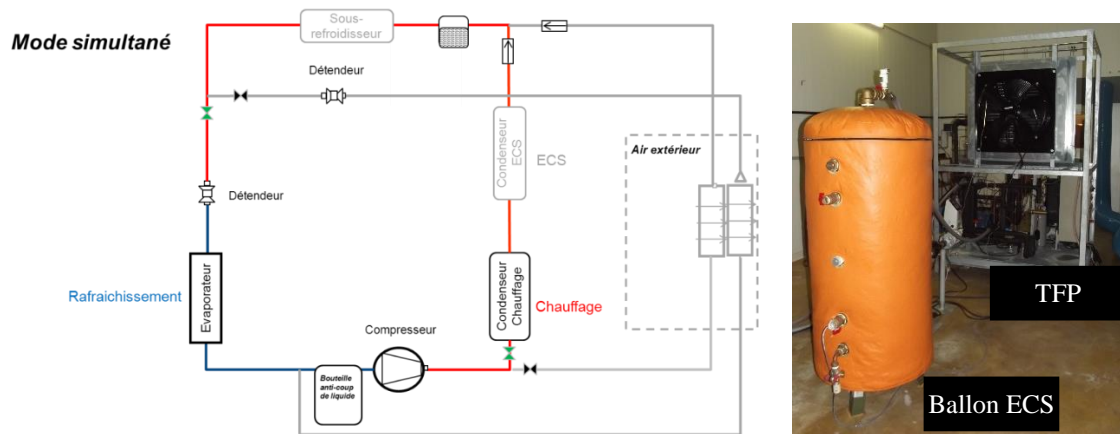 Mode simultané
Sous-
refroidisseur
Détendeur
Condenseur
ECS
ECS
Air extérieur
Détendeur
Rafraichissement
Evaporateur
Condenseur
Chauffage
Chauffage
Compresseur
Bouteille
anti-coup
de liquide
TFP
Ballon ECS